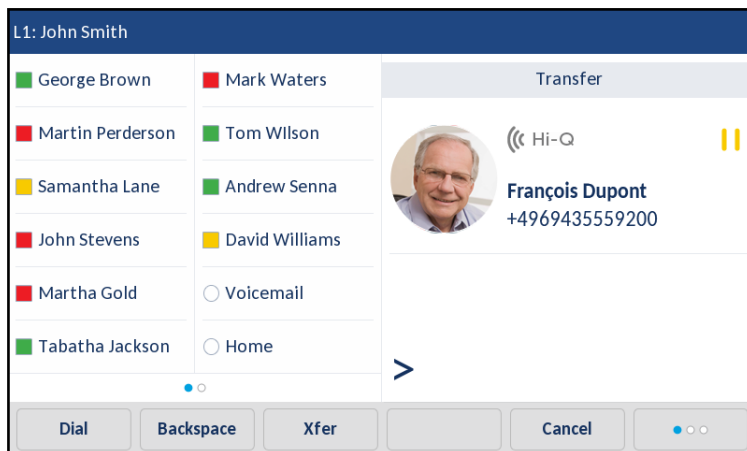 L1: John Smith
George Brown
Mark Waters
Martin Perderson
Tom WIlson
Samantha Lane
Andrew Senna
John Stevens
David Williams
Martha Gold
Voicemail
Tabatha Jackson
Home
Transfer
Hi-Q
François Dupont
+4969435559200
>
Dial
Backspace
Xfer
Cancel